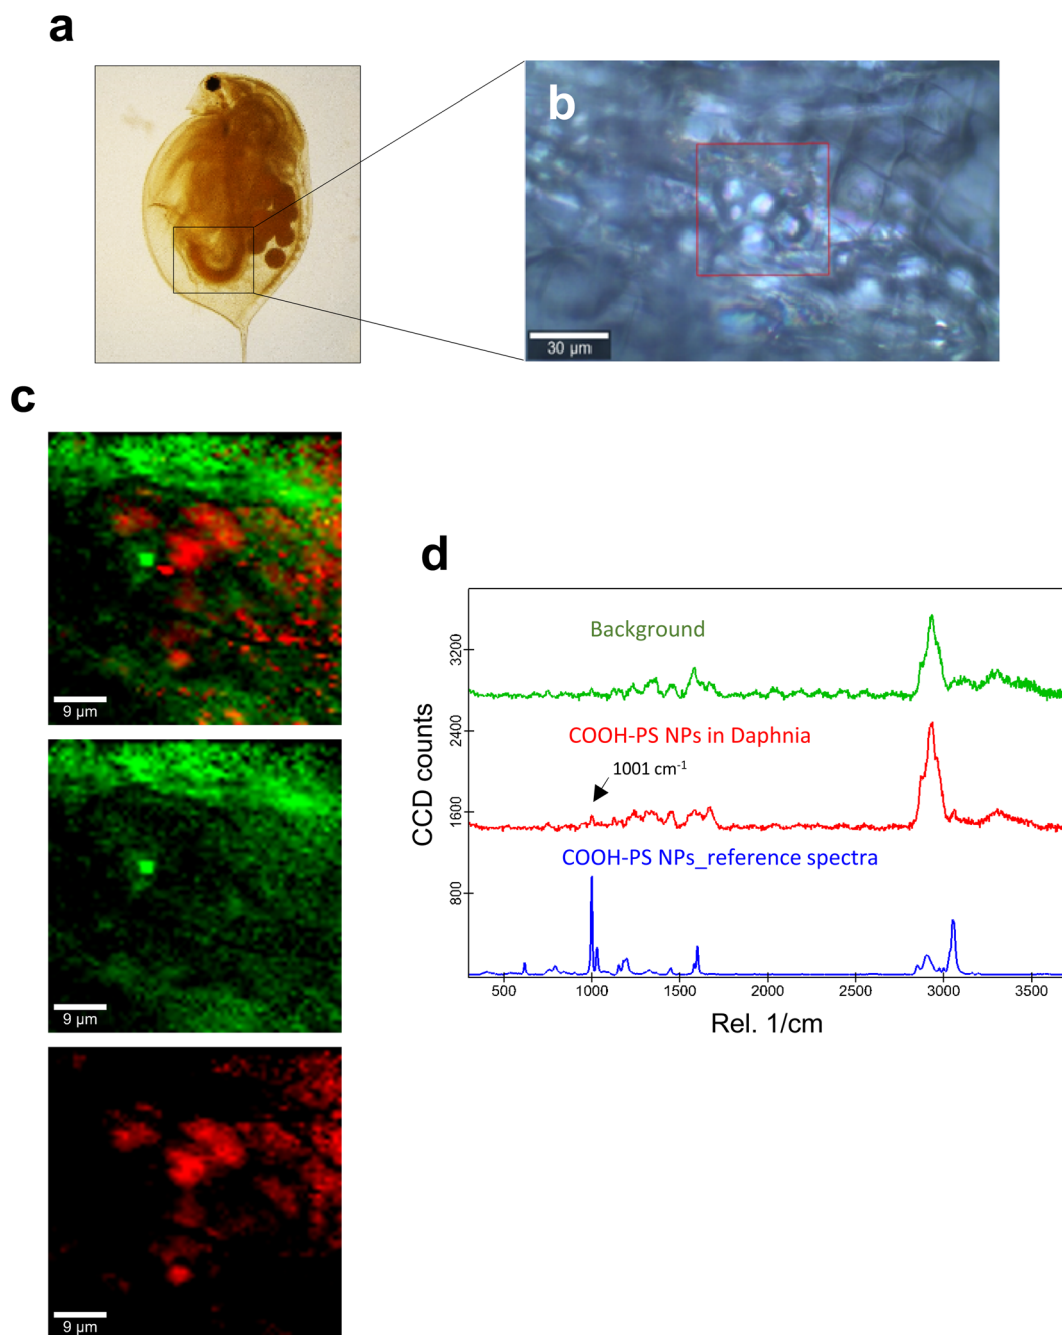 a
b
30 µm
c
9 µm
9 µm
9 µm
d
Background
COOH-PS NPs in Daphnia
1001 cm⁻¹
COOH-PS NPs_reference spectra
CCD counts
3200
2400
1600
800
500 1000 1500 2000 2500 3000 3500
Rel. 1/cm